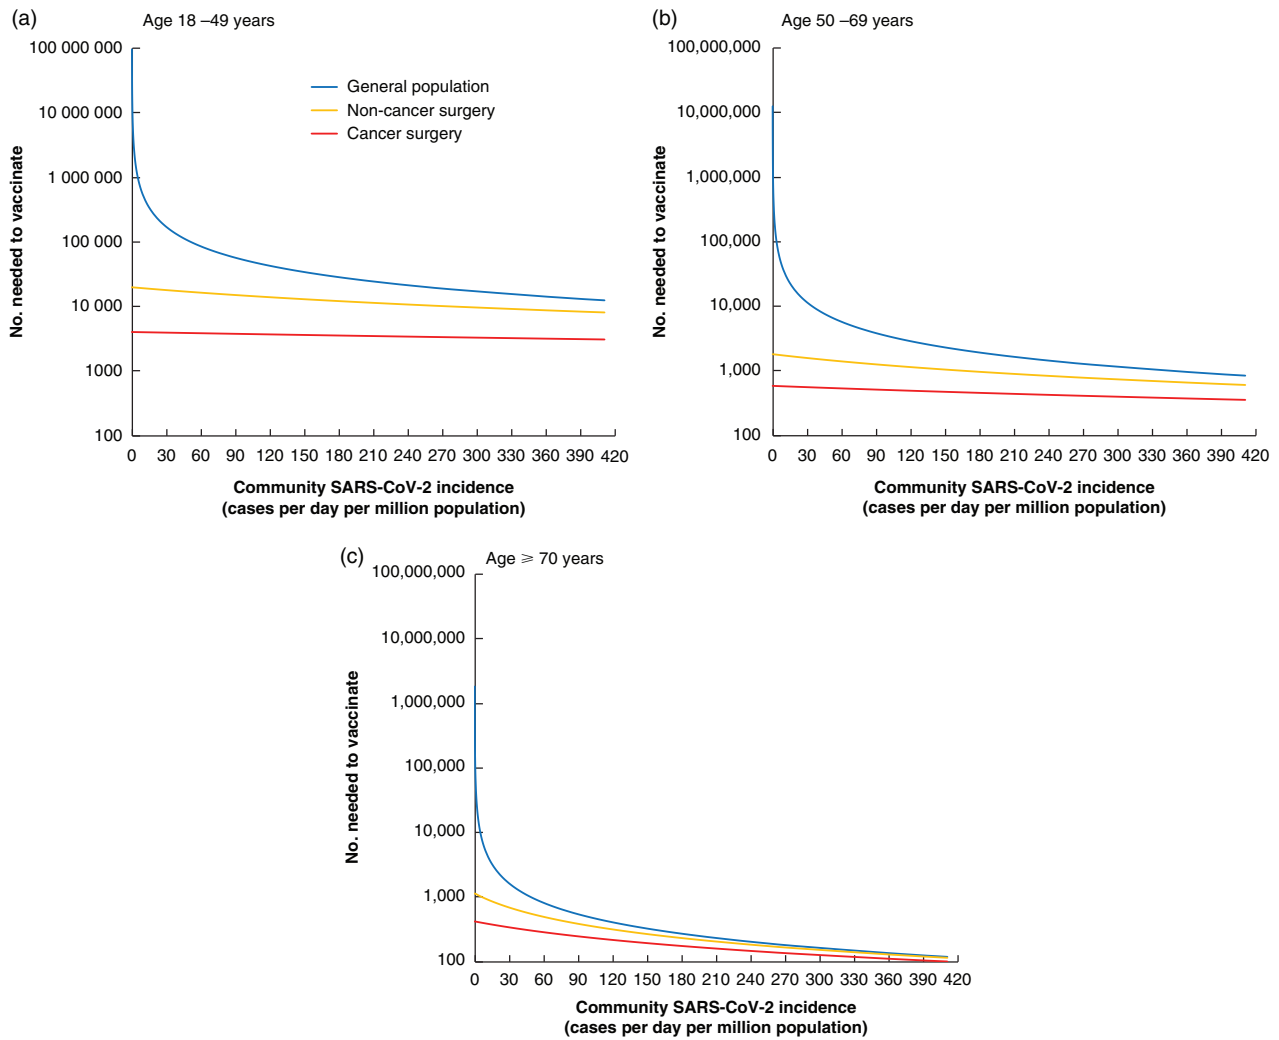 (a)
Age 18 –49 years
100 000 000
10 000 000
1 000 000
100 000
10 000
1000
100
No. needed to vaccinate
General population
Non-cancer surgery
Cancer surgery
0 30 60 90 120 150 180 210 240 270 300 330 360 390 420
Community SARS-CoV-2 incidence
(cases per day per million population)
(b)
Age 50 –69 years
100,000,000
10,000,000
1,000,000
100,000
10,000
1,000
100
No. needed to vaccinate
0 30 60 90 120 150 180 210 240 270 300 330 360 390 420
Community SARS-CoV-2 incidence
(cases per day per million population)
(c)
Age ⩾ 70 years
100,000,000
10,000,000
1,000,000
100,000
10,000
1,000
100
No. needed to vaccinate
0 30 60 90 120 150 180 210 240 270 300 330 360 390 420
Community SARS-CoV-2 incidence
(cases per day per million population)